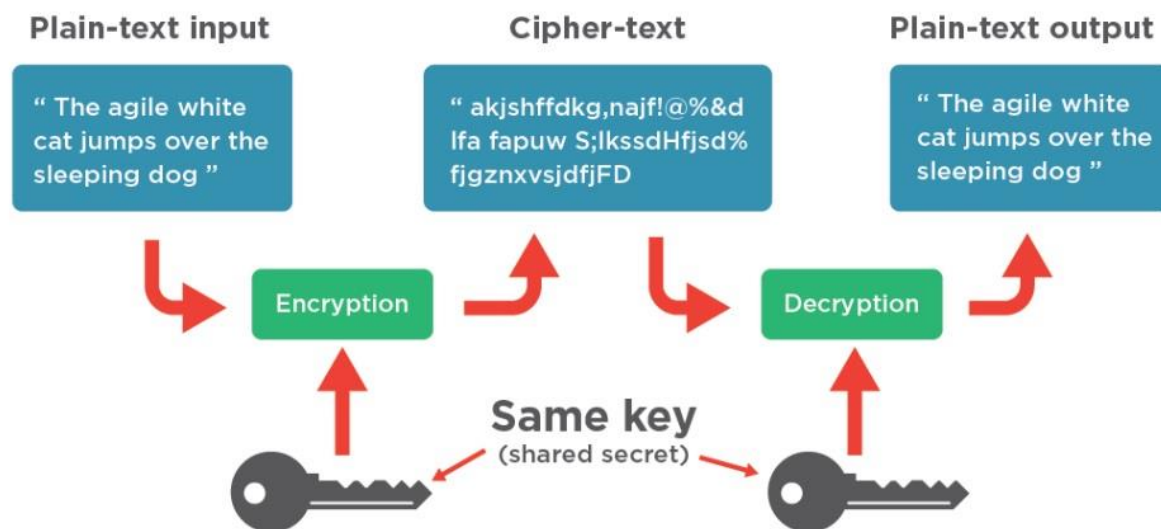 Plain-text input
Cipher-text
Plain-text output
“ The agile white
cat jumps over the
sleeping dog ”
“ akjshffdkg,najf!@%&d
lfa fapuw S;lkssdHfjsd%
fjgznxvsjdfjFD
“ The agile white
cat jumps over the
sleeping dog ”
Encryption
Decryption
Same key
(shared secret)